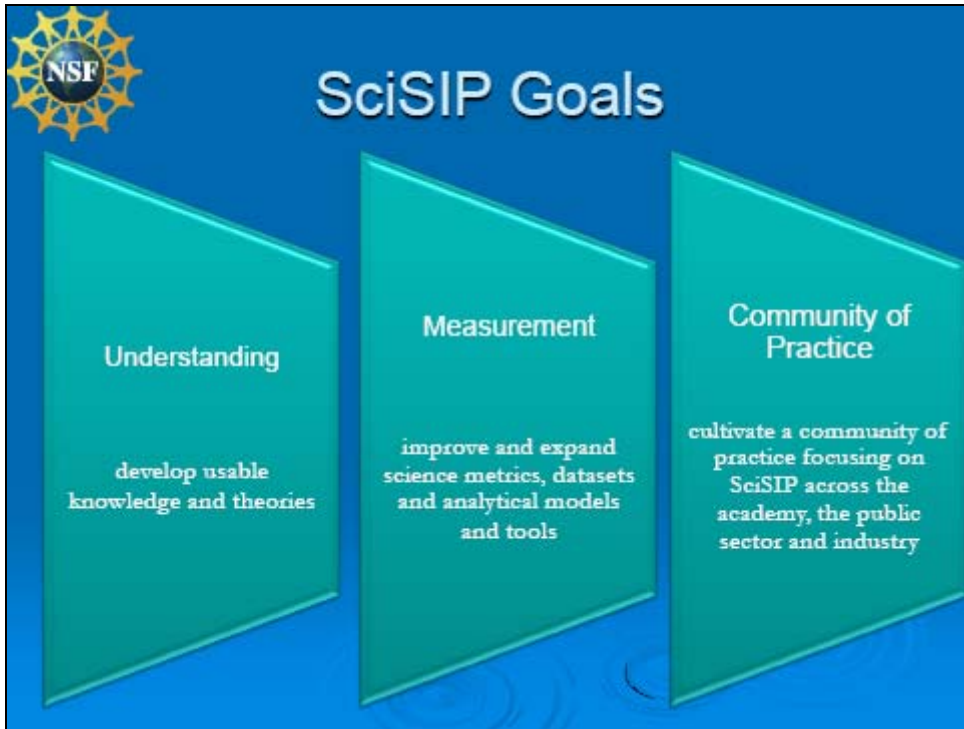 NSF
SciSIP Goals
Understanding
develop usable
knowledge and theories
Measurement
improve and expand
science metrics, datasets
and analytical models
and tools
Community of
Practice
cultivate a community of
practice focusing on
SciSIP across the
academy, the public
sector and industry